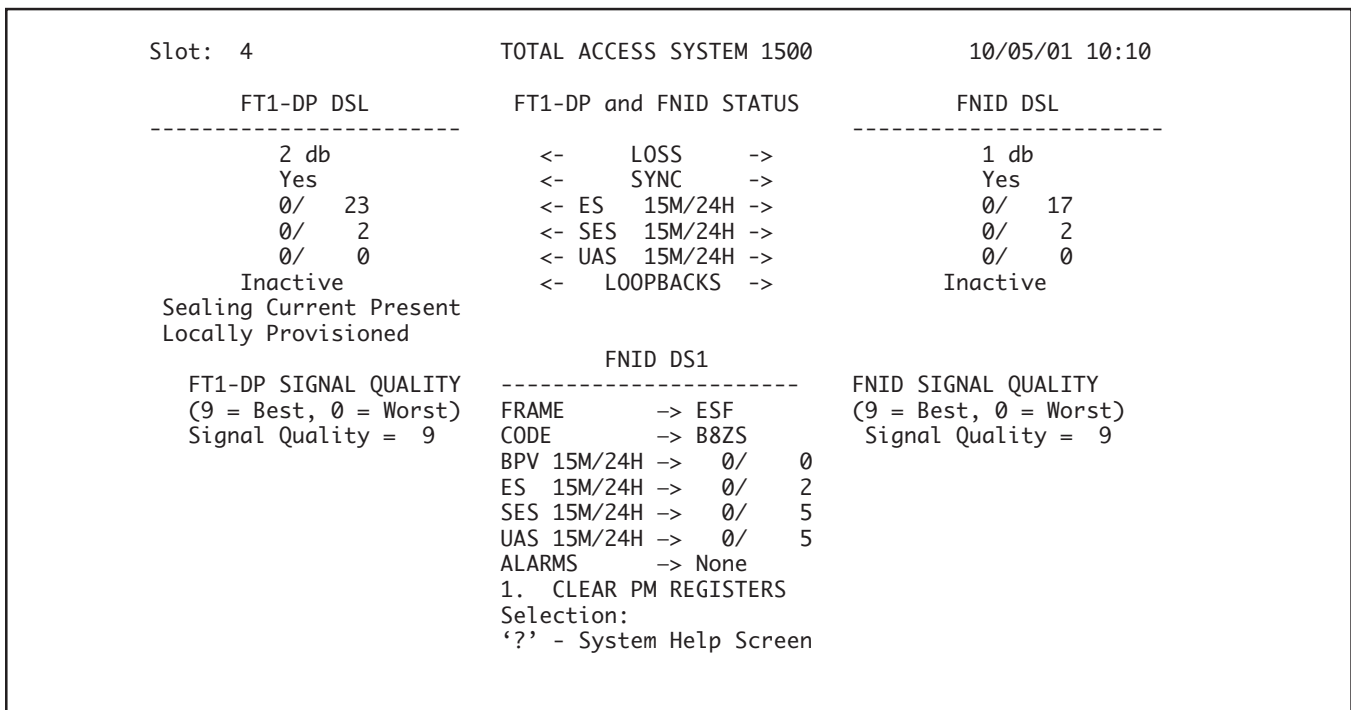 Slot:  4                    TOTAL ACCESS SYSTEM 1500             10/05/01 10:10
FT1-DP DSL            FT1-DP and FNID STATUS             FNID DSL
------------------------                              ------------------------
2 db                <-      LOSS      ->                1 db
Yes                 <-      SYNC      ->                Yes
0/   23             <- ES   15M/24H ->                  0/   17
0/    2             <- SES  15M/24H ->                  0/    2
0/    0             <- UAS  15M/24H ->                  0/    0
Inactive            <-   LOOPBACKS  ->             Inactive
Sealing Current Present
Locally Provisioned
FNID DS1
FT1-DP SIGNAL QUALITY   -----------------------    FNID SIGNAL QUALITY
(9 = Best, 0 = Worst)   FRAME       —> ESF         (9 = Best, 0 = Worst)
Signal Quality =  9     CODE        —> B8ZS         Signal Quality =  9
BPV 15M/24H —>   0/     0
ES  15M/24H —>   0/     2
SES 15M/24H —>   0/     5
UAS 15M/24H —>   0/     5
ALARMS      —> None
1.  CLEAR PM REGISTERS
Selection:
‘?’ - System Help Screen